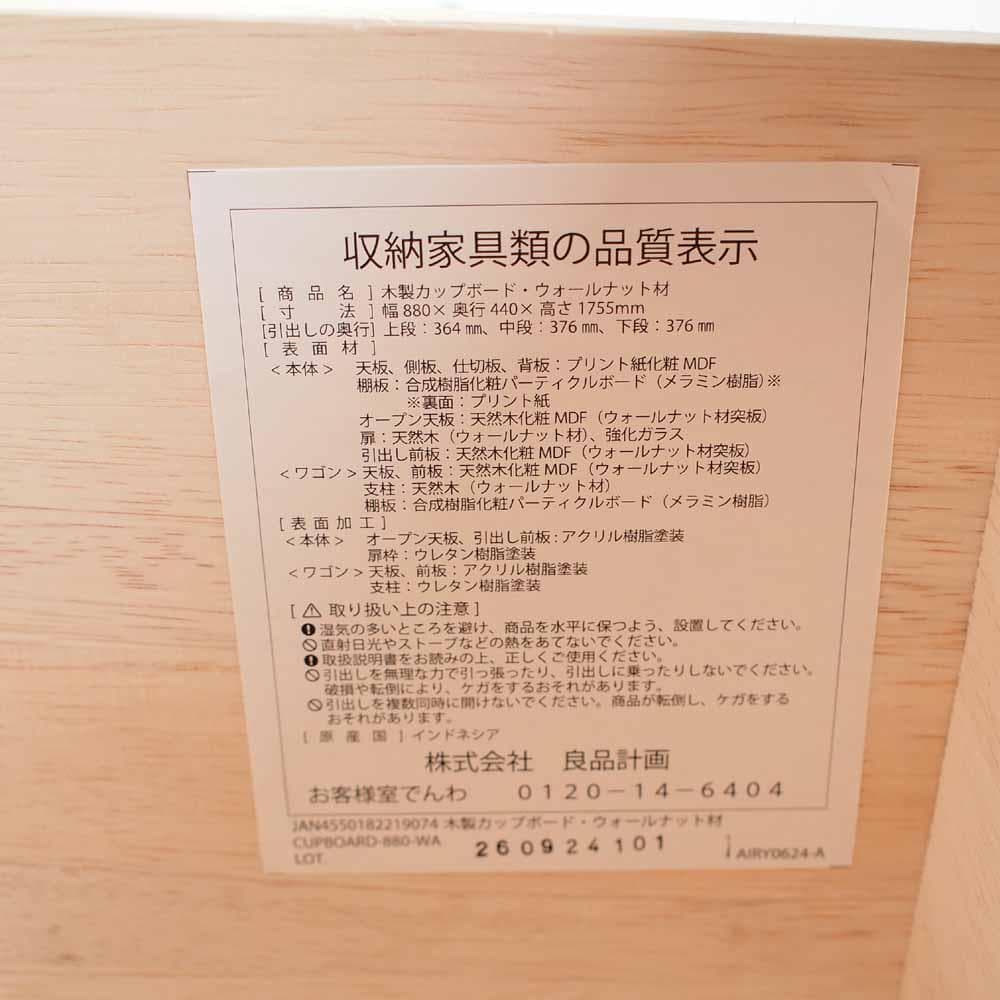 収納家具類の品質表示
[ 商 品 名 ] 木製カップボード・ウォールナット材
[ 寸 法 ] 幅 880× 奥行 440× 高さ 1755mm
[引出しの奥行] 上段：364 ㎜、中段：376 ㎜、下段：376 ㎜
[ 表 面 材 ]
＜本体＞ 天板、側板、仕切板、背板：プリント紙化粧 MDF
棚板：合成樹脂化粧パーティクルボード（メラミン樹脂）※
※裏面：プリント紙
オープン天板：天然木化粧 MDF（ウォールナット材突板）
扉：天然木（ウォールナット材）、強化ガラス
引出し前板：天然木化粧 MDF（ウォールナット材突板）
＜ワゴン＞ 天板、前板：天然木化粧 MDF（ウォールナット材突板）
支柱：天然木（ウォールナット材）
棚板：合成樹脂化粧パーティクルボード（メラミン樹脂）
[ 表 面 加 工 ]
＜本体＞ オープン天板、引出し前板：アクリル樹脂塗装
扉枠：ウレタン樹脂塗装
＜ワゴン＞ 天板、前板：アクリル樹脂塗装
支柱：ウレタン樹脂塗装
[ ⚠ 取り扱い上の注意 ]
湿気の多いところを避け、商品を水平に保つよう、設置してください。
直射日光やストーブなどの熱をあてないでください。
取扱説明書をお読みの上、正しくご使用ください。
引出しを無理な力で引っ張ったり、引出しに乗ったりしないでください。
破損や転倒により、ケガをするおそれがあります。
引出しを複数同時に開けないでください。商品が転倒し、ケガをする
おそれがあります。
[ 原 産 国 ] インドネシア
株式会社 良品計画
お客様室でんわ 0120－14－6404
JAN4550182219074 木製カップボード・ウォールナット材
CUPBOARD-880-WA
LOT 260924101 AIRY0624-A